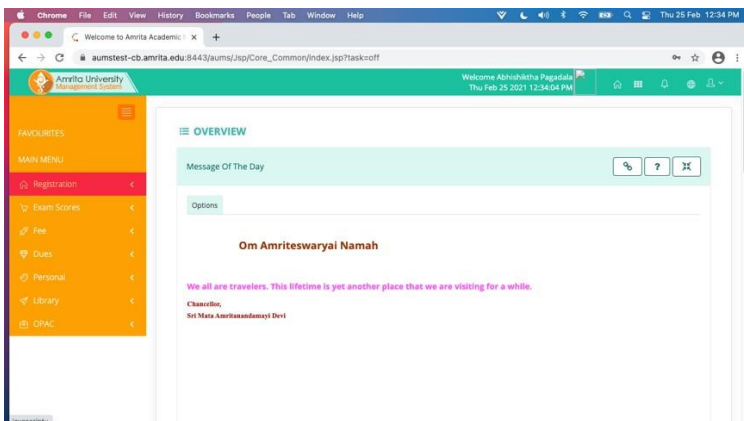 Chrome File Edit View History Bookmarks People Tab Window Help Thu 25 Feb 12:34 PM
Welcome to Amrita Academic
aumstest-cb.amrita.edu:8443/aums/Jsp/Core_Common/index.jsp?task=off
Amrita University
Management System
Welcome Abhishiktha Pagadala
Thu Feb 25 2021 12:34:04 PM
FAVOURITES
MAIN MENU
Registration
Exam Scores
Fee
Dues
Personal
Library
OPAC
OVERVIEW
Message Of The Day
?
Options
Om Amriteswaryai Namah
We all are travelers. This lifetime is yet another place that we are visiting for a while.
Chancellor,
Sri Mata Amritanandamayi Devi